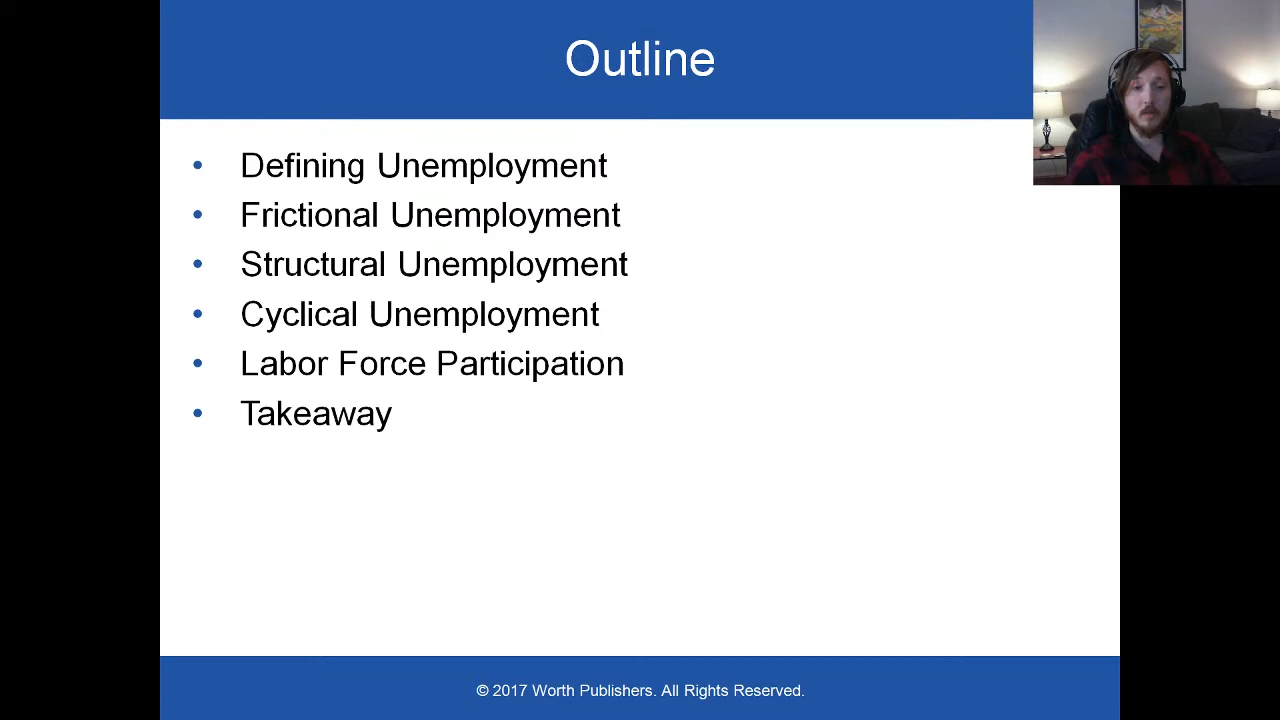 Outline
• Defining Unemployment
• Frictional Unemployment
• Structural Unemployment
• Cyclical Unemployment
• Labor Force Participation
• Takeaway
© 2017 Worth Publishers. All Rights Reserved.